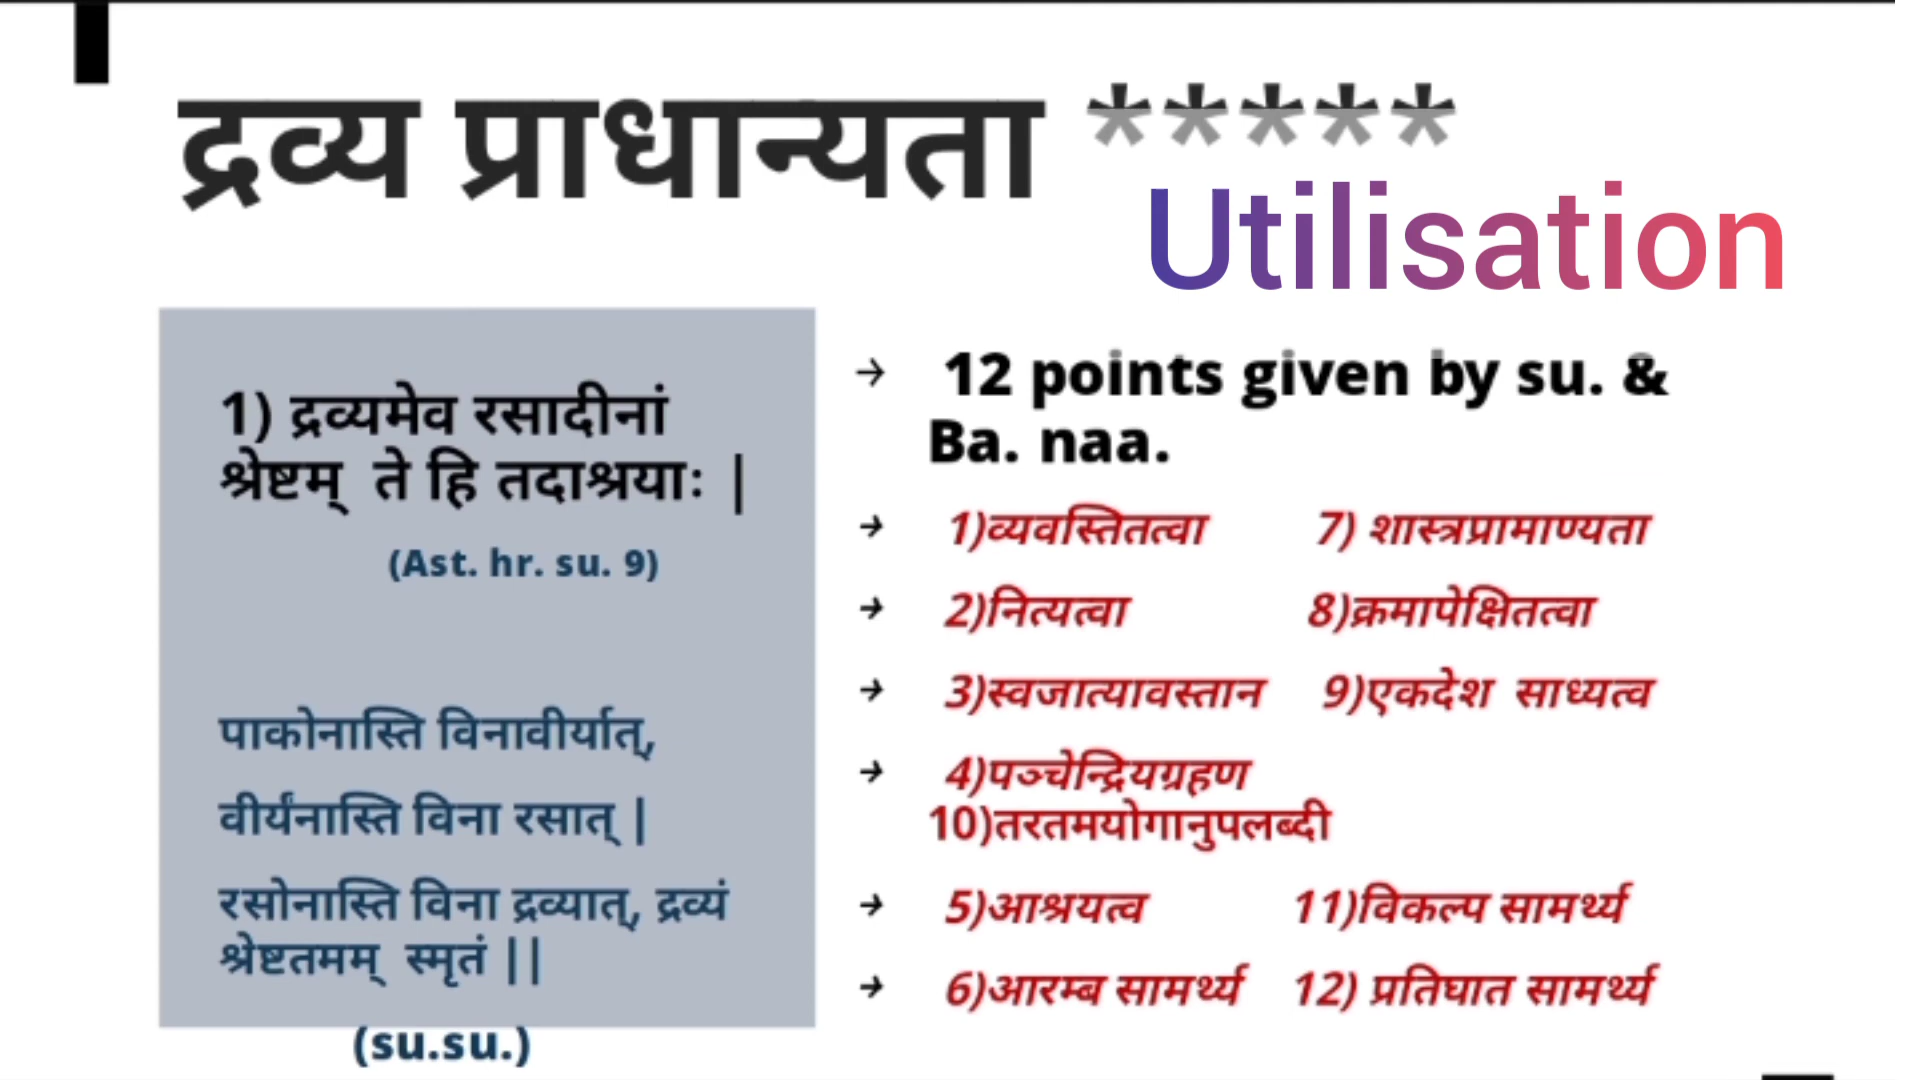 द्रव्य प्राधान्यता *****
Utilisation
1) द्रव्यमेव रसादीनां
श्रेष्टम् ते हि तदाश्रयाः |
(Ast. hr. su. 9)
पाकोनास्ति विनावीर्यात्,
वीर्यंनास्ति विना रसात् |
रसोनास्ति विना द्रव्यात्, द्रव्यं
श्रेष्टतमम् स्मृतं ||
(su.su.)
→ 12 points given by su. &
Ba. naa.
→ 1)व्यवस्तितत्वा 7) शास्त्रप्रामाण्यता
→ 2)नित्यत्वा 8)क्रमापेक्षितत्वा
→ 3)स्वजात्यावस्तान 9)एकदेश साध्यत्व
→ 4)पञ्चेन्द्रियग्रहण
10)तरतमयोगानुपलब्दी
→ 5)आश्रयत्व 11)विकल्प सामर्थ्य
→ 6)आरम्ब सामर्थ्य 12) प्रतिघात सामर्थ्य